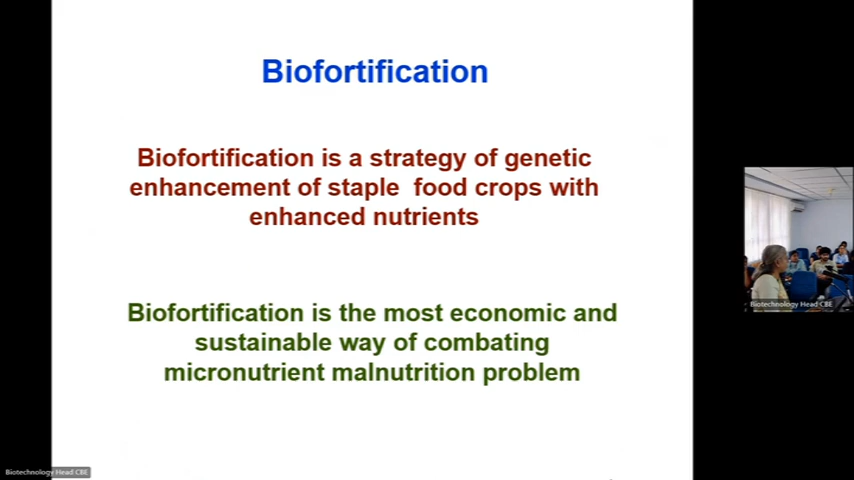 Biofortification
Biofortification is a strategy of genetic
enhancement of staple food crops with
enhanced nutrients
Biofortification is the most economic and
sustainable way of combating
micronutrient malnutrition problem
Biotechnology Head CBE
Biotechnology Head CBE